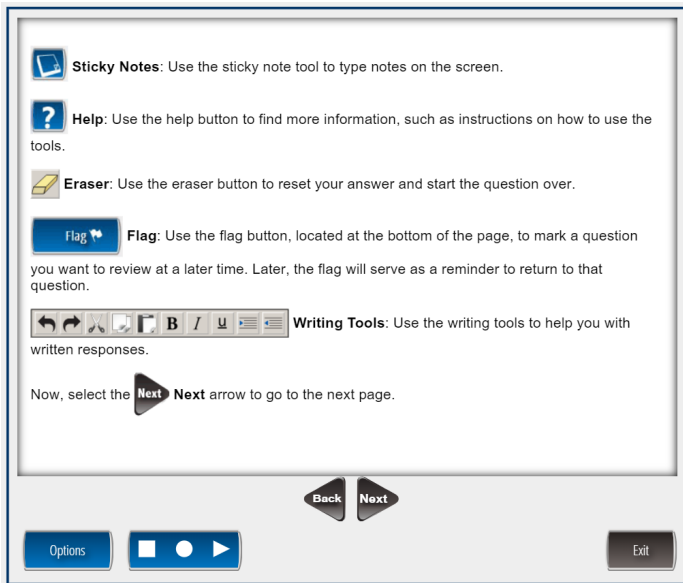 Sticky Notes: Use the sticky note tool to type notes on the screen.
? Help: Use the help button to find more information, such as instructions on how to use the
tools.
Eraser: Use the eraser button to reset your answer and start the question over.
Flag Flag: Use the flag button, located at the bottom of the page, to mark a question
you want to review at a later time. Later, the flag will serve as a reminder to return to that
question.
B I U Writing Tools: Use the writing tools to help you with
written responses.
Now, select the Next Next arrow to go to the next page.
Back Next
Options Exit